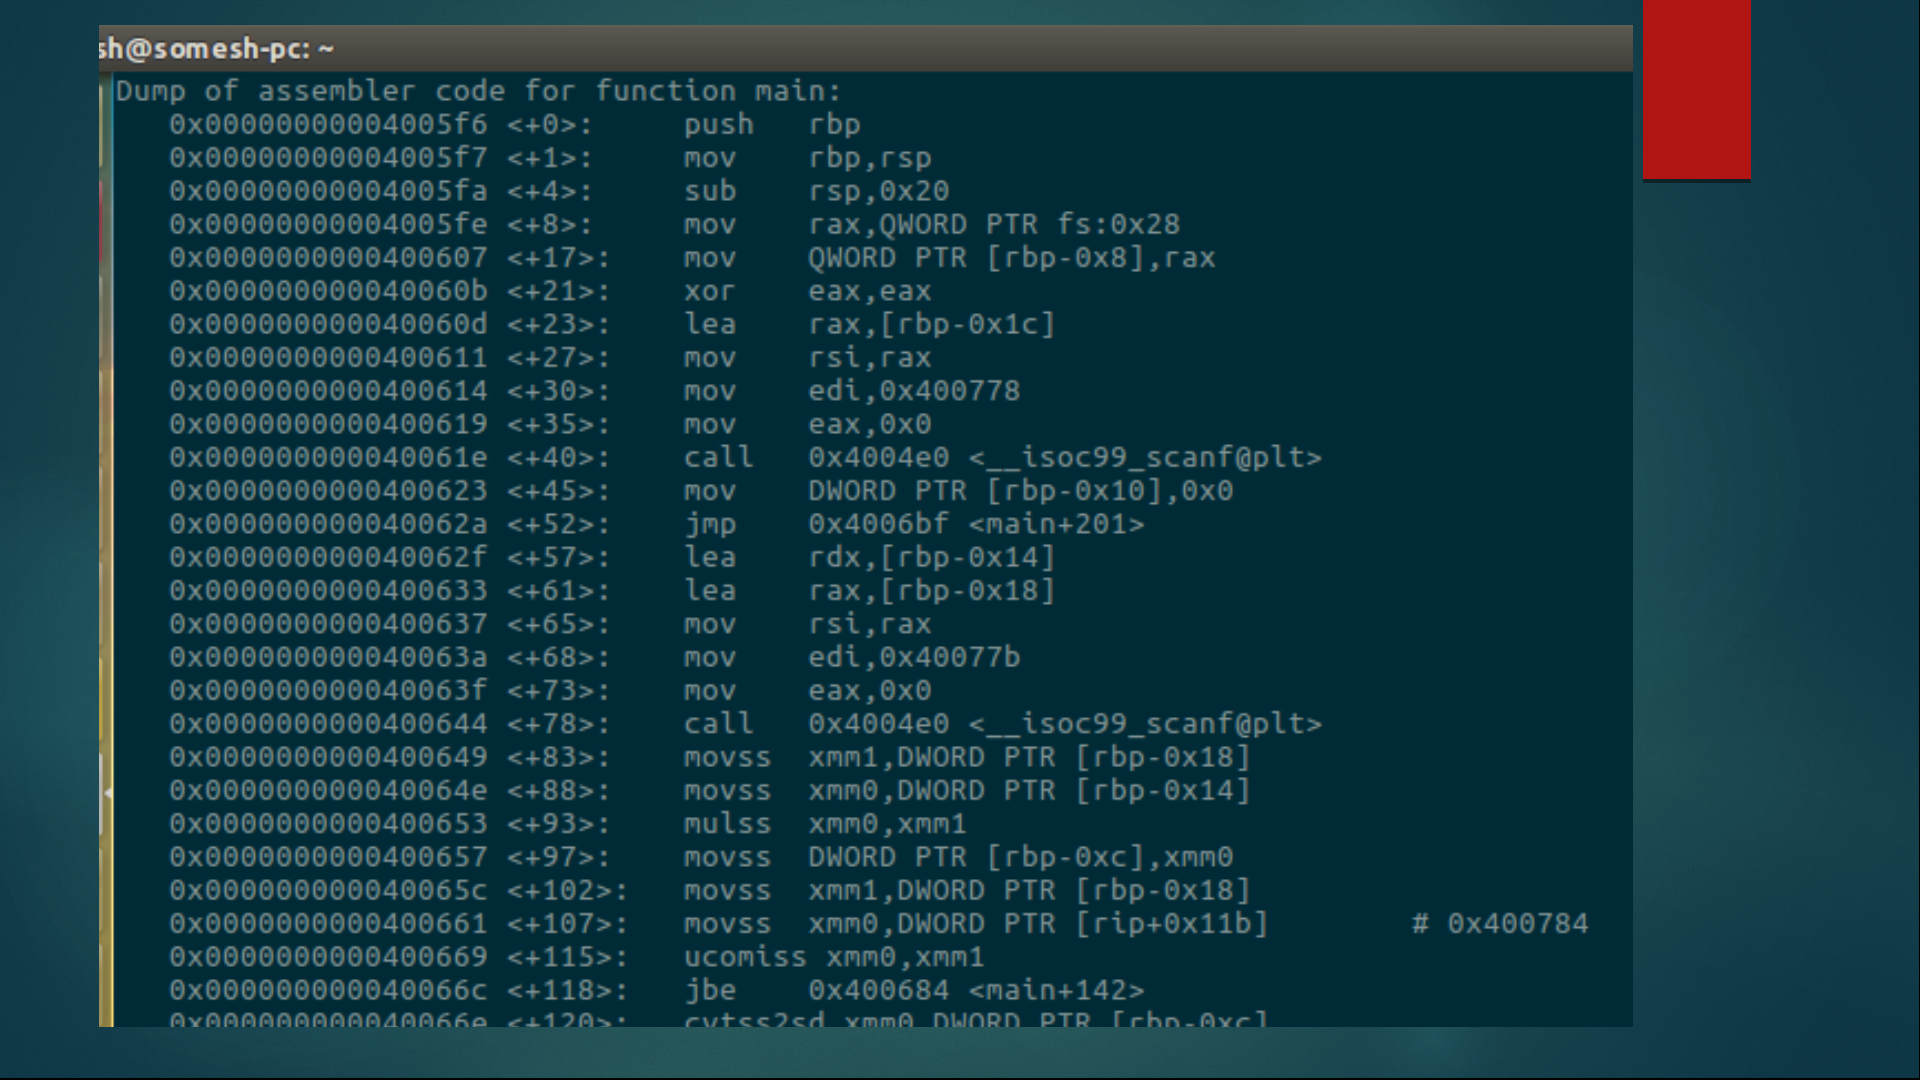 sh@somesh-pc: ~
Dump of assembler code for function main:
0x00000000004005f6 <+0>: push rbp
0x00000000004005f7 <+1>: mov rbp,rsp
0x00000000004005fa <+4>: sub rsp,0x20
0x00000000004005fe <+8>: mov rax,QWORD PTR fs:0x28
0x0000000000400607 <+17>: mov QWORD PTR [rbp-0x8],rax
0x000000000040060b <+21>: xor eax,eax
0x000000000040060d <+23>: lea rax,[rbp-0x1c]
0x0000000000400611 <+27>: mov rsi,rax
0x0000000000400614 <+30>: mov edi,0x400778
0x0000000000400619 <+35>: mov eax,0x0
0x000000000040061e <+40>: call 0x4004e0 <__isoc99_scanf@plt>
0x0000000000400623 <+45>: mov DWORD PTR [rbp-0x10],0x0
0x000000000040062a <+52>: jmp 0x4006bf <main+201>
0x000000000040062f <+57>: lea rdx,[rbp-0x14]
0x0000000000400633 <+61>: lea rax,[rbp-0x18]
0x0000000000400637 <+65>: mov rsi,rax
0x000000000040063a <+68>: mov edi,0x40077b
0x000000000040063f <+73>: mov eax,0x0
0x0000000000400644 <+78>: call 0x4004e0 <__isoc99_scanf@plt>
0x0000000000400649 <+83>: movss xmm1,DWORD PTR [rbp-0x18]
0x000000000040064e <+88>: movss xmm0,DWORD PTR [rbp-0x14]
0x0000000000400653 <+93>: mulss xmm0,xmm1
0x0000000000400657 <+97>: movss DWORD PTR [rbp-0xc],xmm0
0x000000000040065c <+102>: movss xmm1,DWORD PTR [rbp-0x18]
0x0000000000400661 <+107>: movss xmm0,DWORD PTR [rip+0x11b] # 0x400784
0x0000000000400669 <+115>: ucomiss xmm0,xmm1
0x000000000040066c <+118>: jbe 0x400684 <main+142>
0x000000000040066e <+120>: cvtss2sd xmm0,DWORD PTR [rbp-0xc]